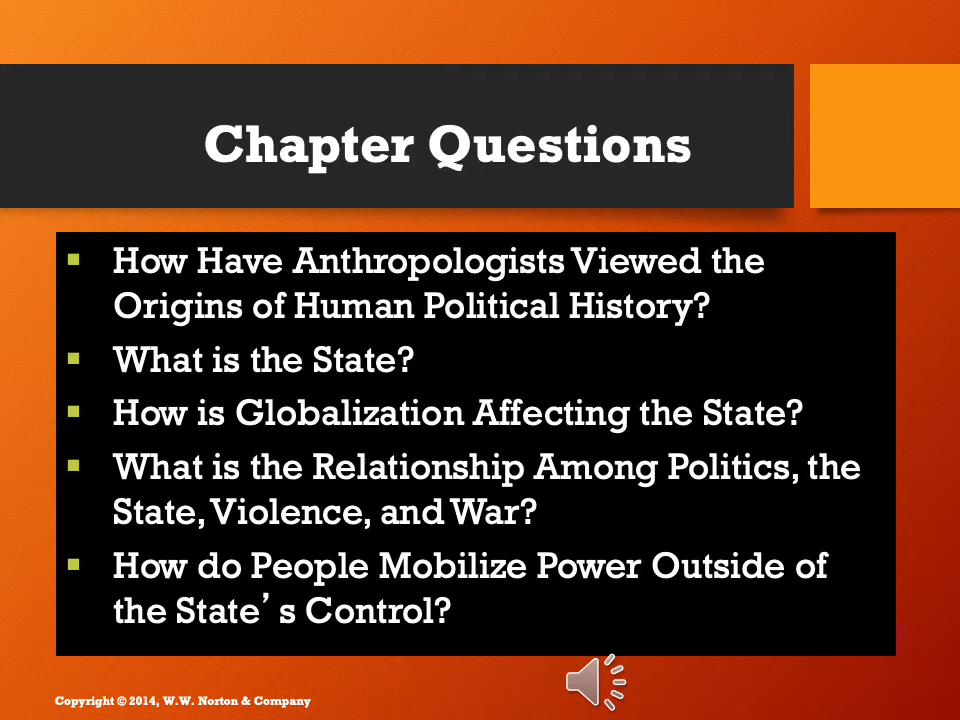 Chapter Questions
How Have Anthropologists Viewed the
Origins of Human Political History?
What is the State?
How is Globalization Affecting the State?
What is the Relationship Among Politics, the
State, Violence, and War?
How do People Mobilize Power Outside of
the State’s Control?
Copyright © 2014, W.W. Norton & Company